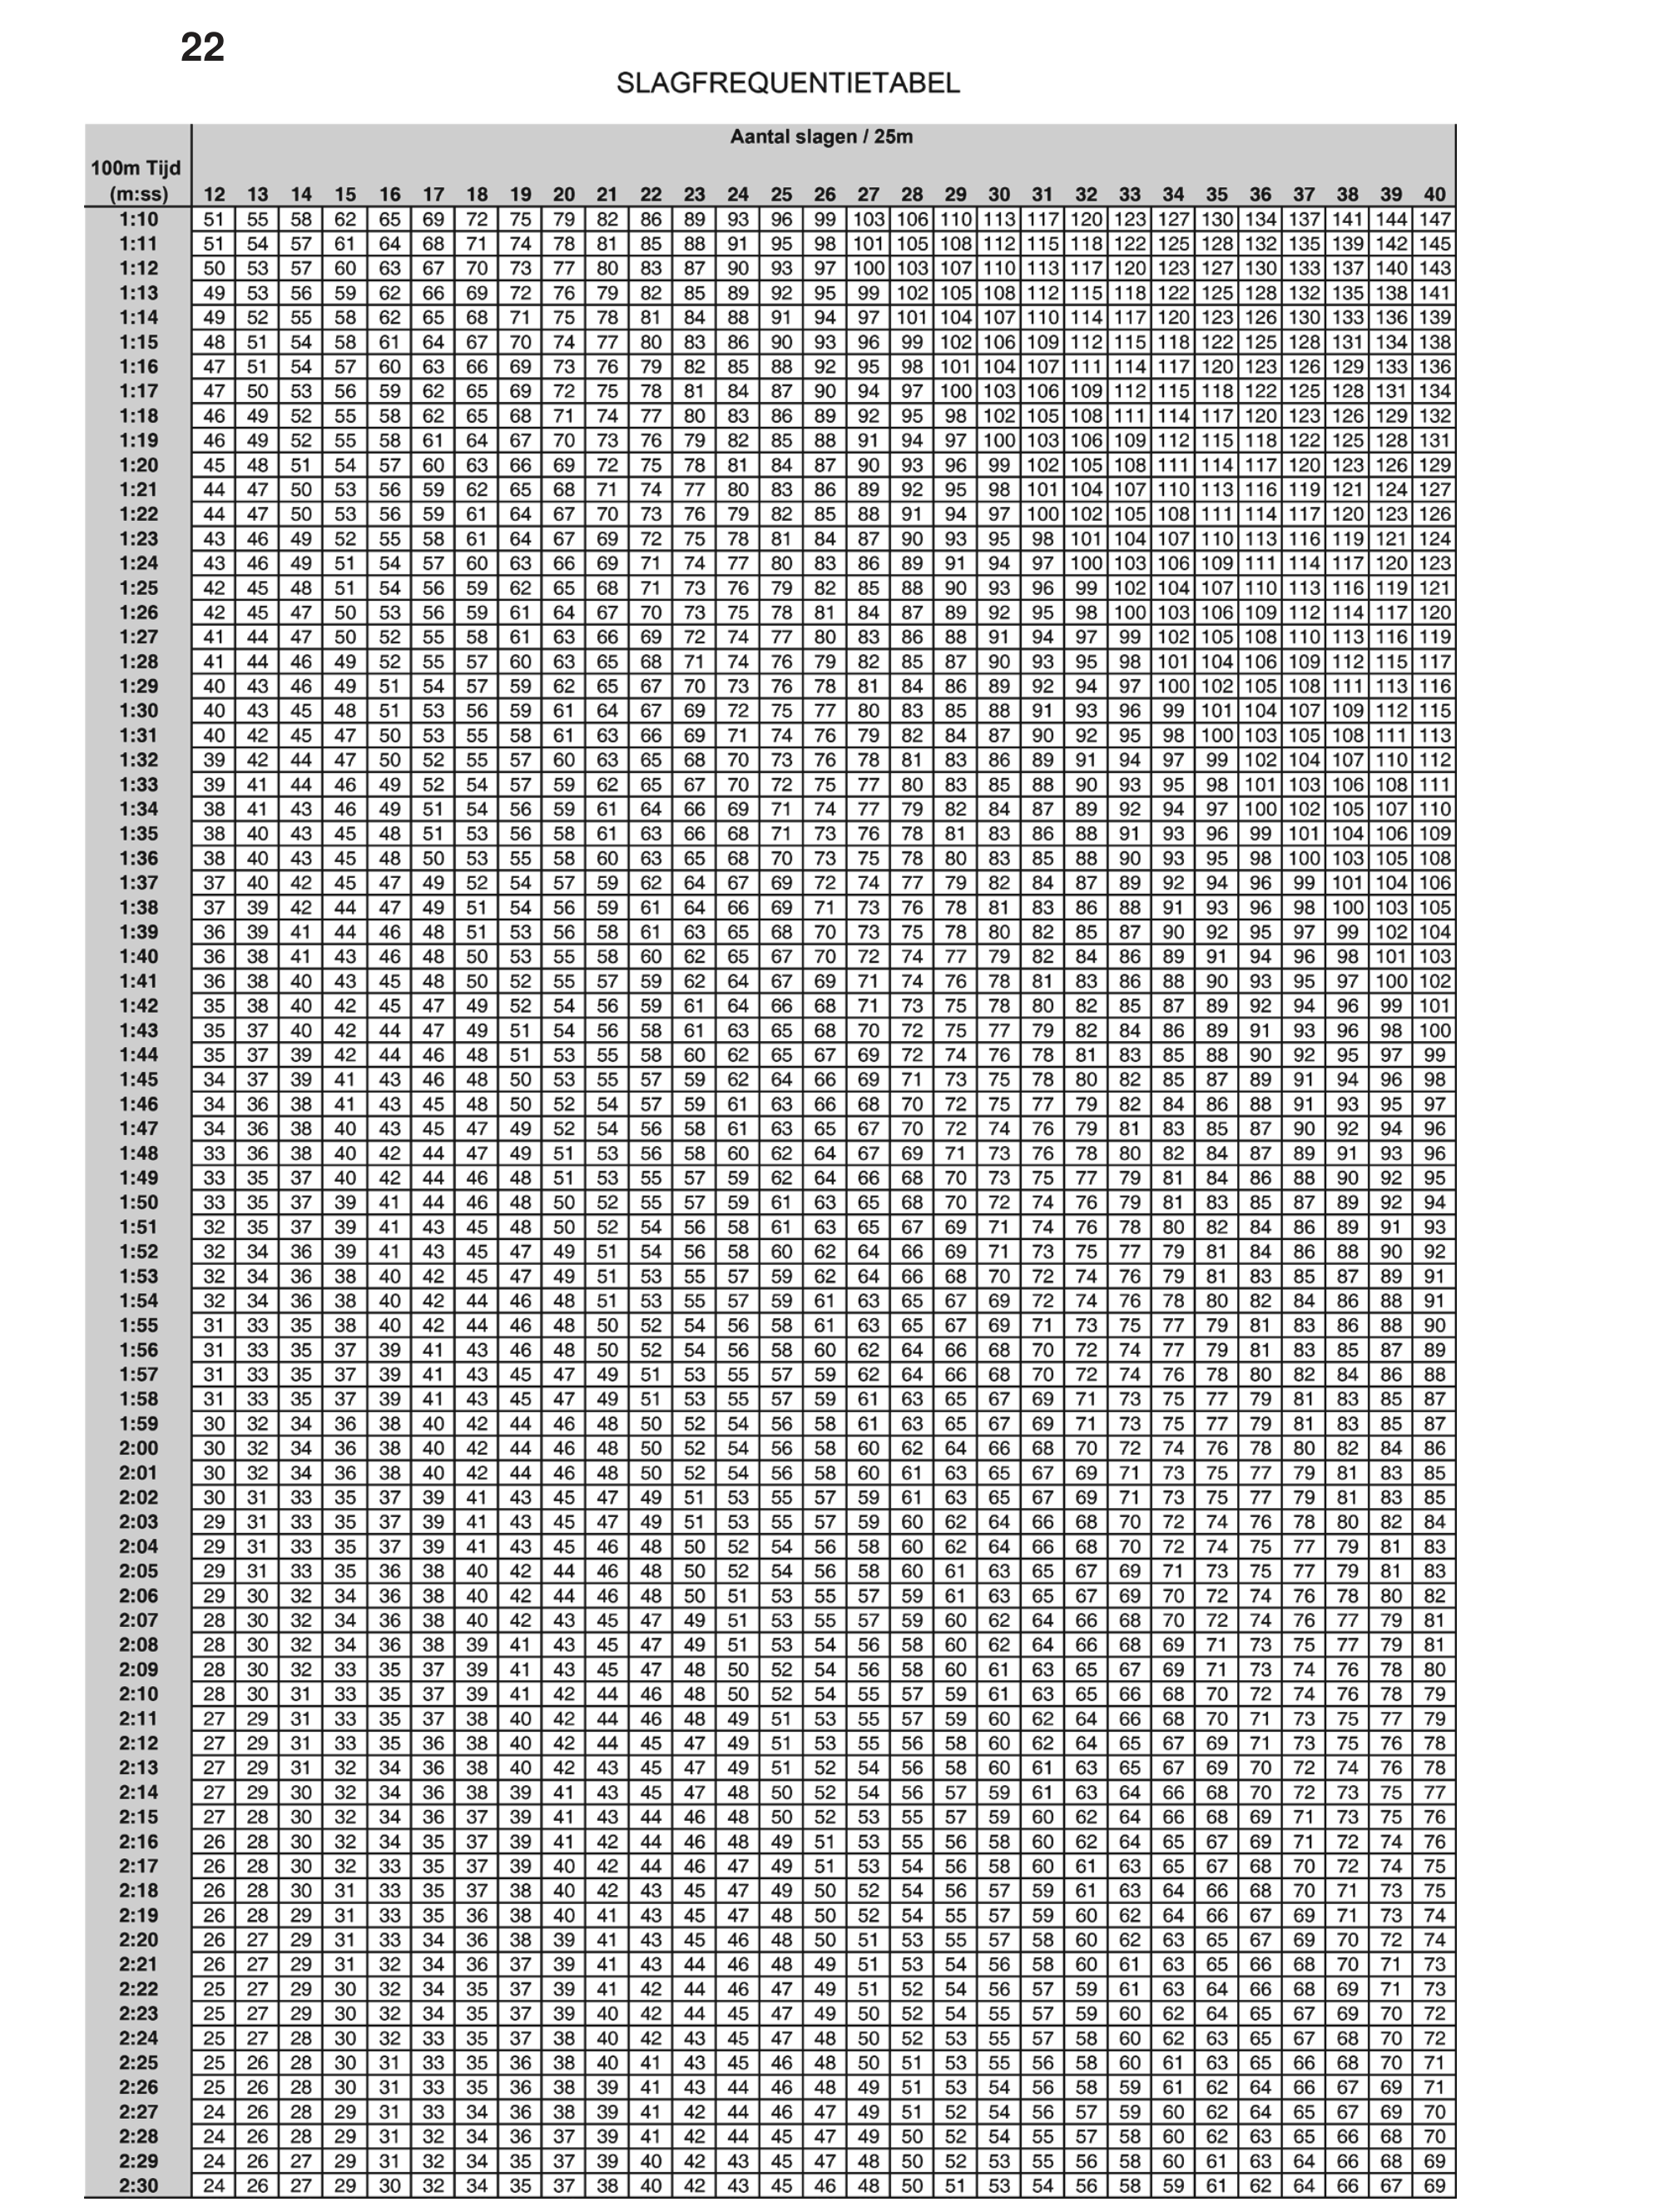 22
SLAGFREQUENTIETABEL
Aantal slagen / 25m
100m Tijd
(m:ss) 12 13 14 15 16 17 18 19 20 21 22 23 24 25 26 27 28 29 30 31 32 33 34 35 36 37 38 39 40
1:10 51 55 58 62 65 69 72 75 79 82 86 89 93 96 99 103 106 110 113 117 120 123 127 130 134 137 141 144 147
1:11 51 54 57 61 64 68 71 74 78 81 85 88 91 95 98 101 105 108 112 115 118 122 125 128 132 135 139 142 145
1:12 50 53 57 60 63 67 70 73 77 80 83 87 90 93 97 100 103 107 110 113 117 120 123 127 130 133 137 140 143
1:13 49 53 56 59 62 66 69 72 76 79 82 85 89 92 95 99 102 105 108 112 115 118 122 125 128 132 135 138 141
1:14 49 52 55 58 62 65 68 71 75 78 81 84 88 91 94 97 101 104 107 110 114 117 120 123 126 130 133 136 139
1:15 48 51 54 58 61 64 67 70 74 77 80 83 86 90 93 96 99 102 106 109 112 115 118 122 125 128 131 134 138
1:16 47 51 54 57 60 63 66 69 73 76 79 82 85 88 92 95 98 101 104 107 111 114 117 120 123 126 129 133 136
1:17 47 50 53 56 59 62 65 69 72 75 78 81 84 87 90 94 97 100 103 106 109 112 115 118 122 125 128 131 134
1:18 46 49 52 55 58 62 65 68 71 74 77 80 83 86 89 92 95 98 102 105 108 111 114 117 120 123 126 129 132
1:19 46 49 52 55 58 61 64 67 70 73 76 79 82 85 88 91 94 97 100 103 106 109 112 115 118 122 125 128 131
1:20 45 48 51 54 57 60 63 66 69 72 75 78 81 84 87 90 93 96 99 102 105 108 111 114 117 120 123 126 129
1:21 44 47 50 53 56 59 62 65 68 71 74 77 80 83 86 89 92 95 98 101 104 107 110 113 116 119 121 124 127
1:22 44 47 50 53 56 59 61 64 67 70 73 76 79 82 85 88 91 94 97 100 102 105 108 111 114 117 120 123 126
1:23 43 46 49 52 55 58 61 64 67 69 72 75 78 81 84 87 90 93 95 98 101 104 107 110 113 116 119 121 124
1:24 43 46 49 51 54 57 60 63 66 69 71 74 77 80 83 86 89 91 94 97 100 103 106 109 111 114 117 120 123
1:25 42 45 48 51 54 56 59 62 65 68 71 73 76 79 82 85 88 90 93 96 99 102 104 107 110 113 116 119 121
1:26 42 45 47 50 53 56 59 61 64 67 70 73 75 78 81 84 87 89 92 95 98 100 103 106 109 112 114 117 120
1:27 41 44 47 50 52 55 58 61 63 66 69 72 74 77 80 83 86 88 91 94 97 99 102 105 108 110 113 116 119
1:28 41 44 46 49 52 55 57 60 63 65 68 71 74 76 79 82 85 87 90 93 95 98 101 104 106 109 112 115 117
1:29 40 43 46 49 51 54 57 59 62 65 67 70 73 76 78 81 84 86 89 92 94 97 100 102 105 108 111 113 116
1:30 40 43 45 48 51 53 56 59 61 64 67 69 72 75 77 80 83 85 88 91 93 96 99 101 104 107 109 112 115
1:31 40 42 45 47 50 53 55 58 61 63 66 69 71 74 76 79 82 84 87 90 92 95 98 100 103 105 108 111 113
1:32 39 42 44 47 50 52 55 57 60 63 65 68 70 73 76 78 81 83 86 89 91 94 97 99 102 104 107 110 112
1:33 39 41 44 46 49 52 54 57 59 62 65 67 70 72 75 77 80 83 85 88 90 93 95 98 101 103 106 108 111
1:34 38 41 43 46 49 51 54 56 59 61 64 66 69 71 74 77 79 82 84 87 89 92 94 97 100 102 105 107 110
1:35 38 40 43 45 48 51 53 56 58 61 63 66 68 71 73 76 78 81 83 86 88 91 93 96 99 101 104 106 109
1:36 38 40 43 45 48 50 53 55 58 60 63 65 68 70 73 75 78 80 83 85 88 90 93 95 98 100 103 105 108
1:37 37 40 42 45 47 49 52 54 57 59 62 64 67 69 72 74 77 79 82 84 87 89 92 94 96 99 101 104 106
1:38 37 39 42 44 47 49 51 54 56 59 61 64 66 69 71 73 76 78 81 83 86 88 91 93 96 98 100 103 105
1:39 36 39 41 44 46 48 51 53 56 58 61 63 65 68 70 73 75 78 80 82 85 87 90 92 95 97 99 102 104
1:40 36 38 41 43 46 48 50 53 55 58 60 62 65 67 70 72 74 77 79 82 84 86 89 91 94 96 98 101 103
1:41 36 38 40 43 45 48 50 52 55 57 59 62 64 67 69 71 74 76 78 81 83 86 88 90 93 95 97 100 102
1:42 35 38 40 42 45 47 49 52 54 56 59 61 64 66 68 71 73 75 78 80 82 85 87 89 92 94 96 99 101
1:43 35 37 40 42 44 47 49 51 54 56 58 61 63 65 68 70 72 75 77 79 82 84 86 89 91 93 96 98 100
1:44 35 37 39 42 44 46 48 51 53 55 58 60 62 65 67 69 72 74 76 78 81 83 85 88 90 92 95 97 99
1:45 34 37 39 41 43 46 48 50 53 55 57 59 62 64 66 69 71 73 75 78 80 82 85 87 89 91 94 96 98
1:46 34 36 38 41 43 45 48 50 52 54 57 59 61 63 66 68 70 72 75 77 79 82 84 86 88 91 93 95 97
1:47 34 36 38 40 43 45 47 49 52 54 56 58 61 63 65 67 70 72 74 76 79 81 83 85 87 90 92 94 96
1:48 33 36 38 40 42 44 47 49 51 53 56 58 60 62 64 67 69 71 73 76 78 80 82 84 87 89 91 93 96
1:49 33 35 37 40 42 44 46 48 51 53 55 57 59 62 64 66 68 70 73 75 77 79 81 84 86 88 90 92 95
1:50 33 35 37 39 41 44 46 48 50 52 55 57 59 61 63 65 68 70 72 74 76 79 81 83 85 87 89 92 94
1:51 32 35 37 39 41 43 45 48 50 52 54 56 58 61 63 65 67 69 71 74 76 78 80 82 84 86 89 91 93
1:52 32 34 36 39 41 43 45 47 49 51 54 56 58 60 62 64 66 69 71 73 75 77 79 81 84 86 88 90 92
1:53 32 34 36 38 40 42 45 47 49 51 53 55 57 59 62 64 66 68 70 72 74 76 79 81 83 85 87 89 91
1:54 32 34 36 38 40 42 44 46 48 51 53 55 57 59 61 63 65 67 69 72 74 76 78 80 82 84 86 88 91
1:55 31 33 35 38 40 42 44 46 48 50 52 54 56 58 61 63 65 67 69 71 73 75 77 79 81 83 86 88 90
1:56 31 33 35 37 39 41 43 46 48 50 52 54 56 58 60 62 64 66 68 70 72 74 77 79 81 83 85 87 89
1:57 31 33 35 37 39 41 43 45 47 49 51 53 55 57 59 62 64 66 68 70 72 74 76 78 80 82 84 86 88
1:58 31 33 35 37 39 41 43 45 47 49 51 53 55 57 59 61 63 65 67 69 71 73 75 77 79 81 83 85 87
1:59 30 32 34 36 38 40 42 44 46 48 50 52 54 56 58 61 63 65 67 69 71 73 75 77 79 81 83 85 87
2:00 30 32 34 36 38 40 42 44 46 48 50 52 54 56 58 60 62 64 66 68 70 72 74 76 78 80 82 84 86
2:01 30 32 34 36 38 40 42 44 46 48 50 52 54 56 58 60 61 63 65 67 69 71 73 75 77 79 81 83 85
2:02 30 31 33 35 37 39 41 43 45 47 49 51 53 55 57 59 61 63 65 67 69 71 73 75 77 79 81 83 85
2:03 29 31 33 35 37 39 41 43 45 47 49 51 53 55 57 59 60 62 64 66 68 70 72 74 76 78 80 82 84
2:04 29 31 33 35 37 39 41 43 45 46 48 50 52 54 56 58 60 62 64 66 68 70 72 74 75 77 79 81 83
2:05 29 31 33 35 36 38 40 42 44 46 48 50 52 54 56 58 60 61 63 65 67 69 71 73 75 77 79 81 83
2:06 29 30 32 34 36 38 40 42 44 46 48 50 51 53 55 57 59 61 63 65 67 69 70 72 74 76 78 80 82
2:07 28 30 32 34 36 38 40 42 43 45 47 49 51 53 55 57 59 60 62 64 66 68 70 72 74 76 77 79 81
2:08 28 30 32 34 36 38 39 41 43 45 47 49 51 53 54 56 58 60 62 64 66 68 69 71 73 75 77 79 81
2:09 28 30 32 33 35 37 39 41 43 45 47 48 50 52 54 56 58 60 61 63 65 67 69 71 73 74 76 78 80
2:10 28 30 31 33 35 37 39 41 42 44 46 48 50 52 54 55 57 59 61 63 65 66 68 70 72 74 76 78 79
2:11 27 29 31 33 35 37 38 40 42 44 46 48 49 51 53 55 57 59 60 62 64 66 68 70 71 73 75 77 79
2:12 27 29 31 33 35 36 38 40 42 44 45 47 49 51 53 55 56 58 60 62 64 65 67 69 71 73 75 76 78
2:13 27 29 31 32 34 36 38 40 42 43 45 47 49 51 52 54 56 58 60 61 63 65 67 69 70 72 74 76 78
2:14 27 29 30 32 34 36 38 39 41 43 45 47 48 50 52 54 56 57 59 61 63 64 66 68 70 72 73 75 77
2:15 27 28 30 32 34 36 37 39 41 43 44 46 48 50 52 53 55 57 59 60 62 64 66 68 69 71 73 75 76
2:16 26 28 30 32 34 35 37 39 41 42 44 46 48 49 51 53 55 56 58 60 62 64 65 67 69 71 72 74 76
2:17 26 28 30 32 33 35 37 39 40 42 44 46 47 49 51 53 54 56 58 60 61 63 65 67 68 70 72 74 75
2:18 26 28 30 31 33 35 37 38 40 42 43 45 47 49 50 52 54 56 57 59 61 63 64 66 68 70 71 73 75
2:19 26 28 29 31 33 35 36 38 40 41 43 45 47 48 50 52 54 55 57 59 60 62 64 66 67 69 71 73 74
2:20 26 27 29 31 33 34 36 38 39 41 43 45 46 48 50 51 53 55 57 58 60 62 63 65 67 69 70 72 74
2:21 26 27 29 31 32 34 36 37 39 41 43 44 46 48 49 51 53 54 56 58 60 61 63 65 66 68 70 71 73
2:22 25 27 29 30 32 34 35 37 39 41 42 44 46 47 49 51 52 54 56 57 59 61 63 64 66 68 69 71 73
2:23 25 27 29 30 32 34 35 37 39 40 42 44 45 47 49 50 52 54 55 57 59 60 62 64 65 67 69 70 72
2:24 25 27 28 30 32 33 35 37 38 40 42 43 45 47 48 50 52 53 55 57 58 60 62 63 65 67 68 70 72
2:25 25 26 28 30 31 33 35 36 38 40 41 43 45 46 48 50 51 53 55 56 58 60 61 63 65 66 68 70 71
2:26 25 26 28 30 31 33 35 36 38 39 41 43 44 46 48 49 51 53 54 56 58 59 61 62 64 66 67 69 71
2:27 24 26 28 29 31 33 34 36 38 39 41 42 44 46 47 49 51 52 54 56 57 59 60 62 64 65 67 69 70
2:28 24 26 28 29 31 32 34 36 37 39 41 42 44 45 47 49 50 52 54 55 57 58 60 62 63 65 66 68 70
2:29 24 26 27 29 31 32 34 35 37 39 40 42 43 45 47 48 50 52 53 55 56 58 60 61 63 64 66 68 69
2:30 24 26 27 29 30 32 34 35 37 38 40 42 43 45 46 48 50 51 53 54 56 58 59 61 62 64 66 67 69